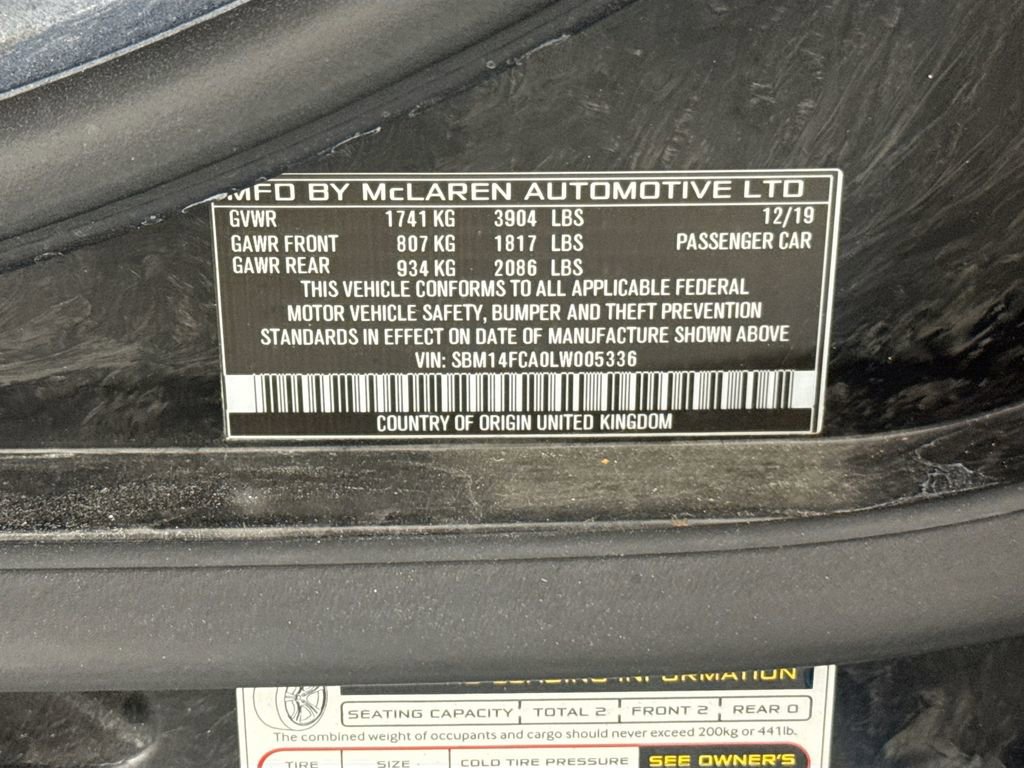 MFD BY McLAREN AUTOMOTIVE LTD
GVWR 1741 KG 3904 LBS 12/19
GAWR FRONT 807 KG 1817 LBS PASSENGER CAR
GAWR REAR 934 KG 2086 LBS
THIS VEHICLE CONFORMS TO ALL APPLICABLE FEDERAL
MOTOR VEHICLE SAFETY, BUMPER AND THEFT PREVENTION
STANDARDS IN EFFECT ON DATE OF MANUFACTURE SHOWN ABOVE
VIN: SBM14FCA0LW005336
COUNTRY OF ORIGIN UNITED KINGDOM
LOADING INFORMATION
SEATING CAPACITY TOTAL 2 FRONT 2 REAR 0
The combined weight of occupants and cargo should never exceed 200kg or 441lb.
TIRE SIZE COLD TIRE PRESSURE SEE OWNER'S